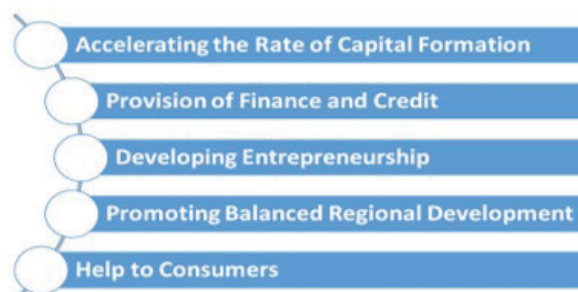 Accelerating the Rate of Capital Formation
Provision of Finance and Credit
Developing Entrepreneurship
Promoting Balanced Regional Development
Help to Consumers